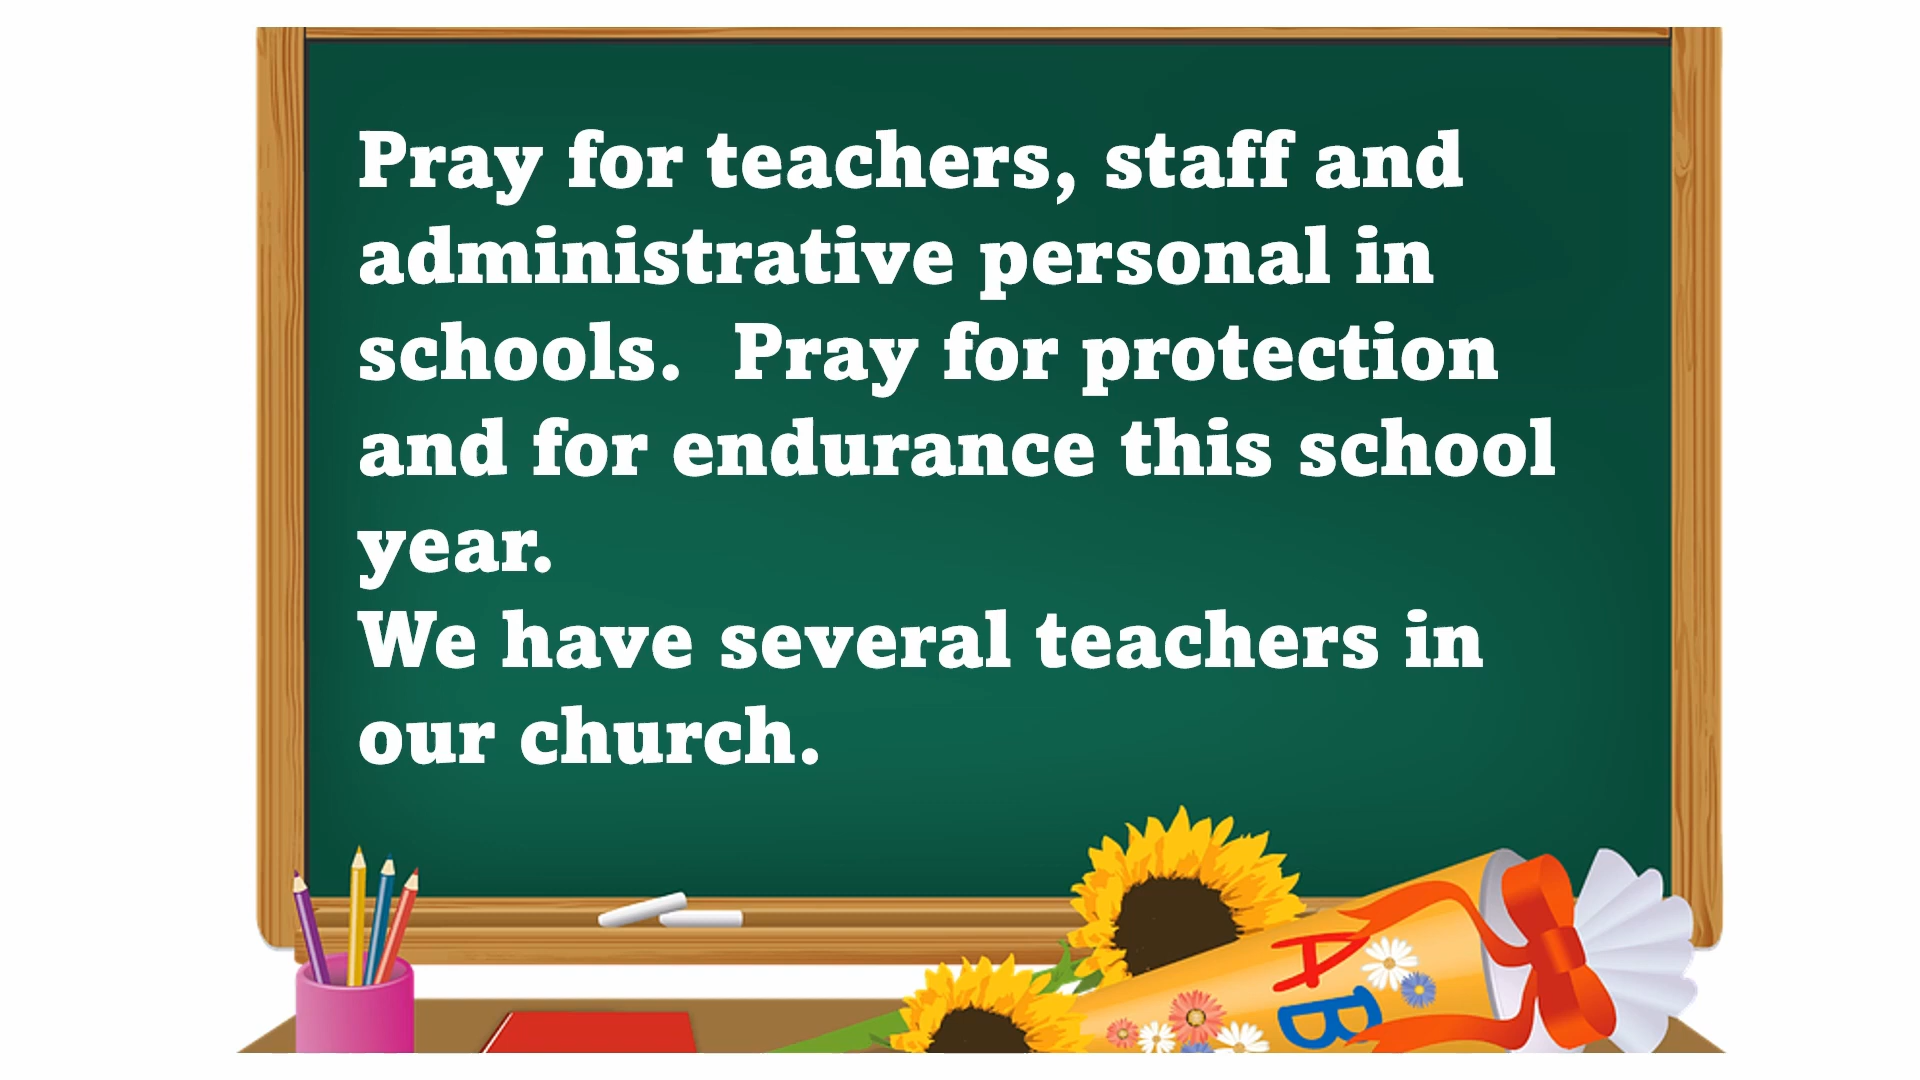 Pray for teachers, staff and
administrative personal in
schools.  Pray for protection
and for endurance this school
year.
We have several teachers in
our church.
A
B